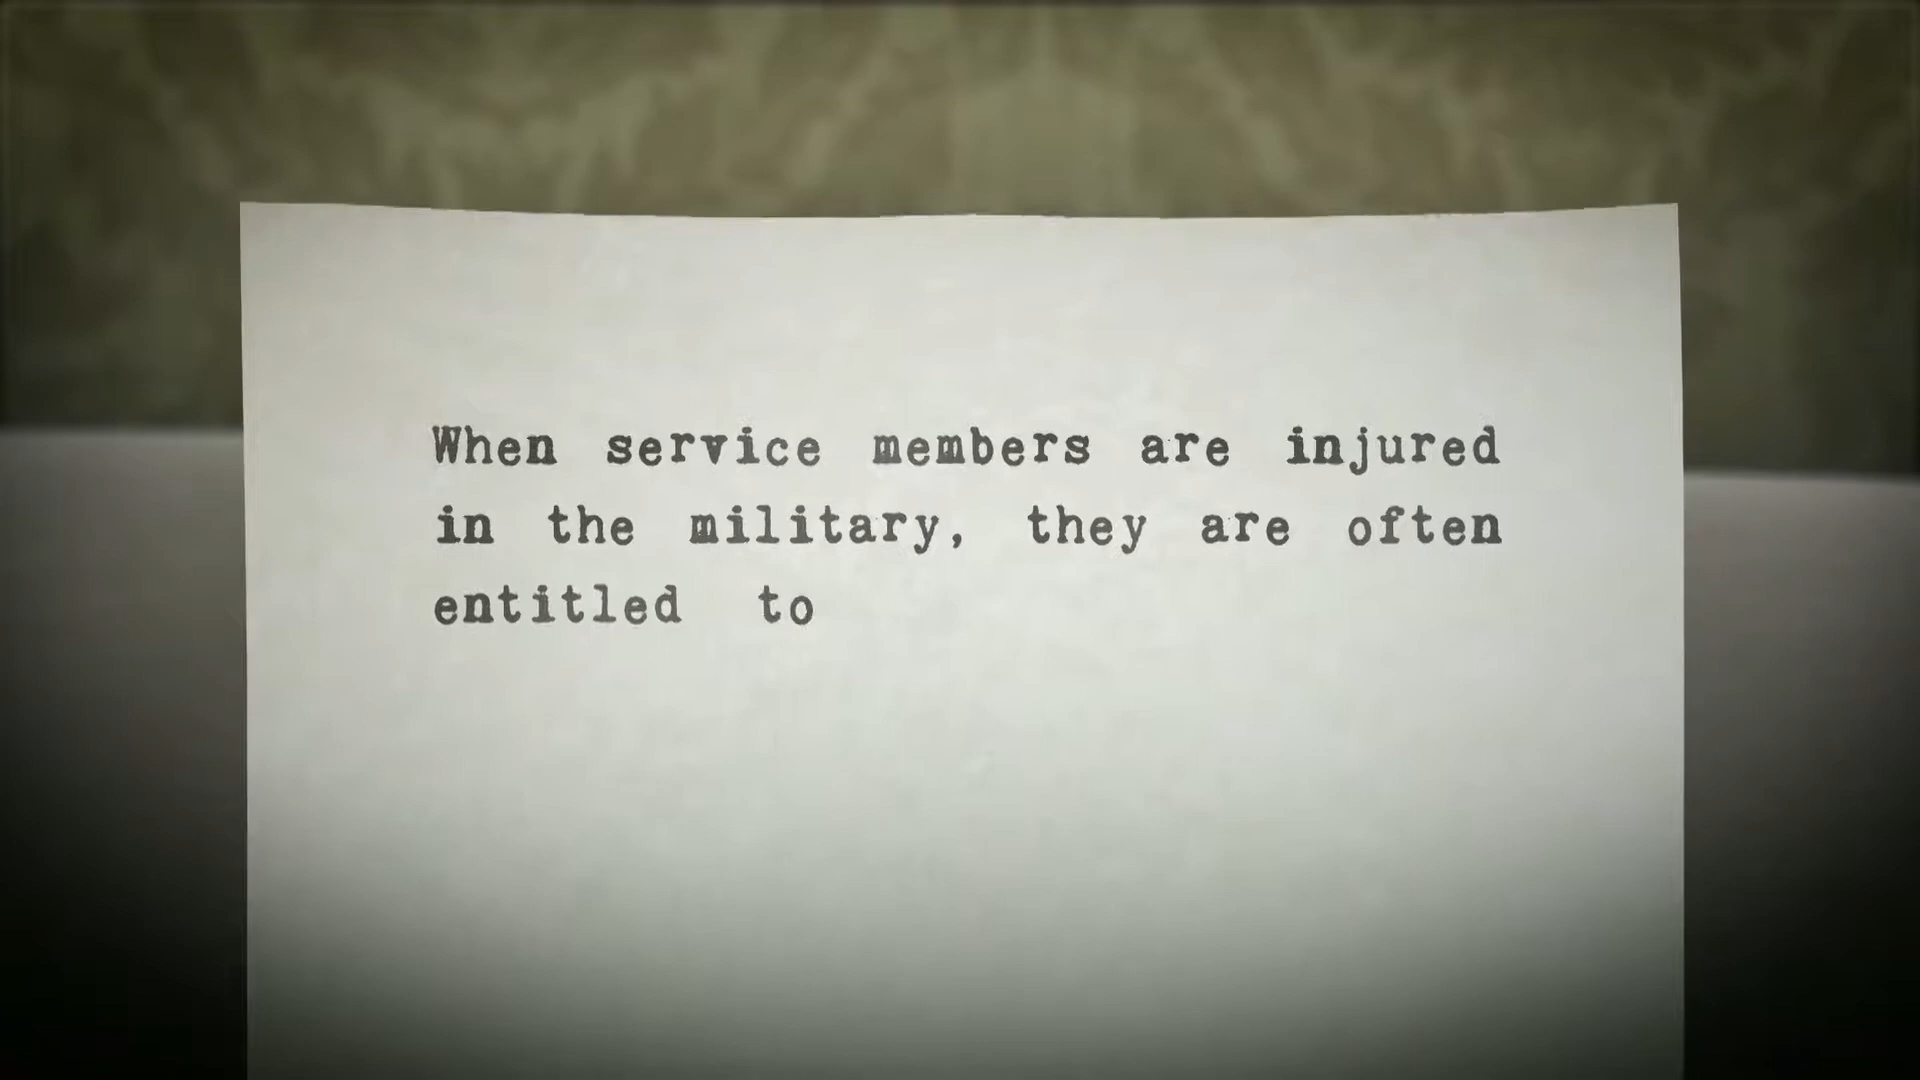 When service members are injured
in the military, they are often
entitled to